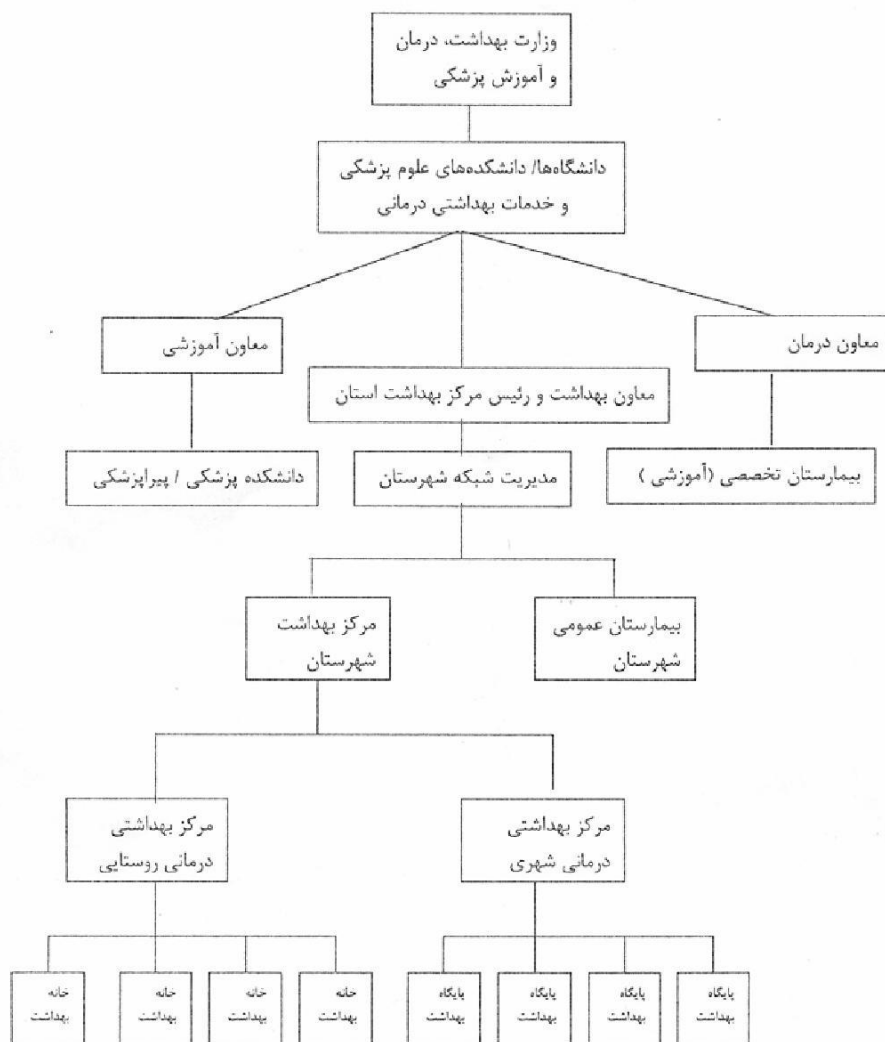 وزارت بهداشت، درمان
و آموزش پزشکی
دانشگاه‌ها/ دانشکده‌های علوم پزشکی
و خدمات بهداشتی درمانی
معاون درمان
معاون آموزشی
معاون بهداشت و رئیس مرکز بهداشت استان
بیمارستان تخصصی (آموزشی )
مدیریت شبکه شهرستان
دانشکده پزشکی / پیراپزشکی
بیمارستان عمومی
شهرستان
مرکز بهداشت
شهرستان
مرکز بهداشتی
درمانی شهری
مرکز بهداشتی
درمانی روستایی
پایگاه
بهداشت
پایگاه
بهداشت
پایگاه
بهداشت
پایگاه
بهداشت
خانه
بهداشت
خانه
بهداشت
خانه
بهداشت
خانه
بهداشت